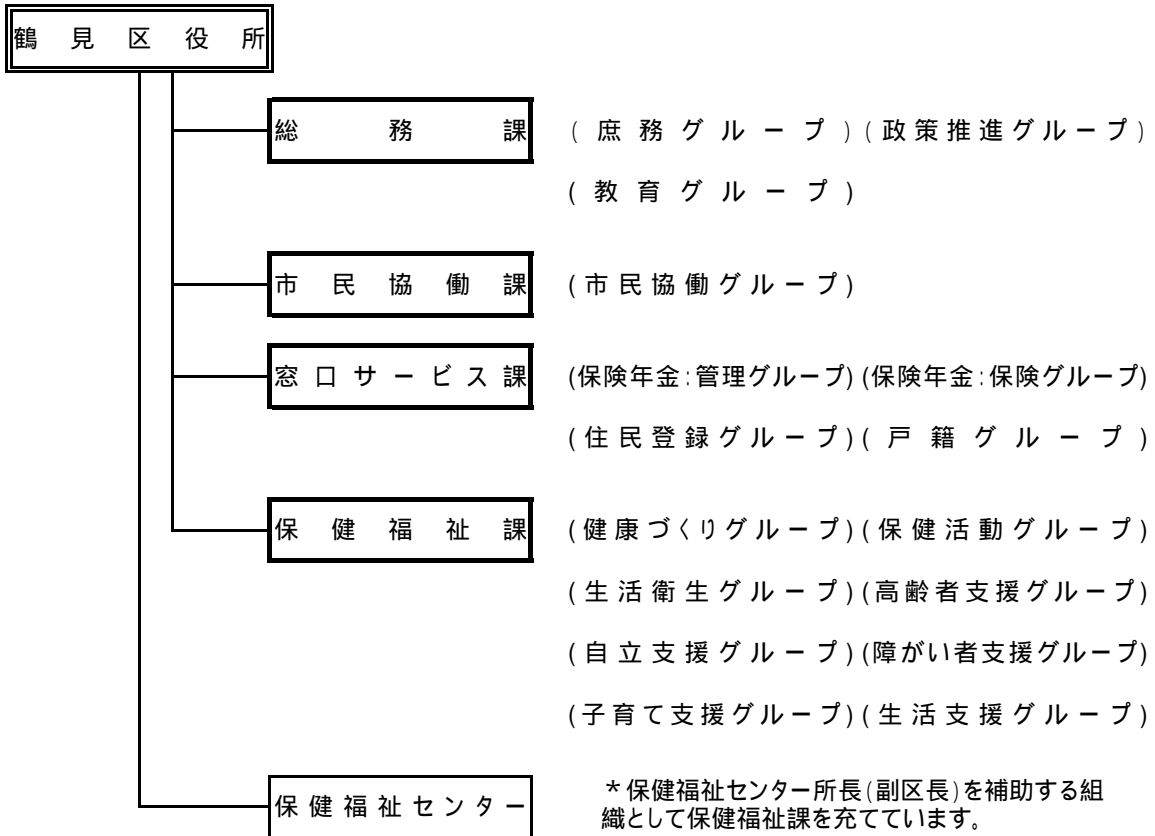 鶴見区役所
総務課 (庶務グループ)(政策推進グループ)
(教育グループ)
市民協働課 (市民協働グループ)
窓口サービス課 (保険年金:管理グループ)(保険年金:保険グループ)
(住民登録グループ)(戸籍グループ)
保健福祉課 (健康づくりグループ)(保健活動グループ)
(生活衛生グループ)(高齢者支援グループ)
(自立支援グループ)(障がい者支援グループ)
(子育て支援グループ)(生活支援グループ)
保健福祉センター
*保健福祉センター所長(副区長)を補助する組
織として保健福祉課を充てています。